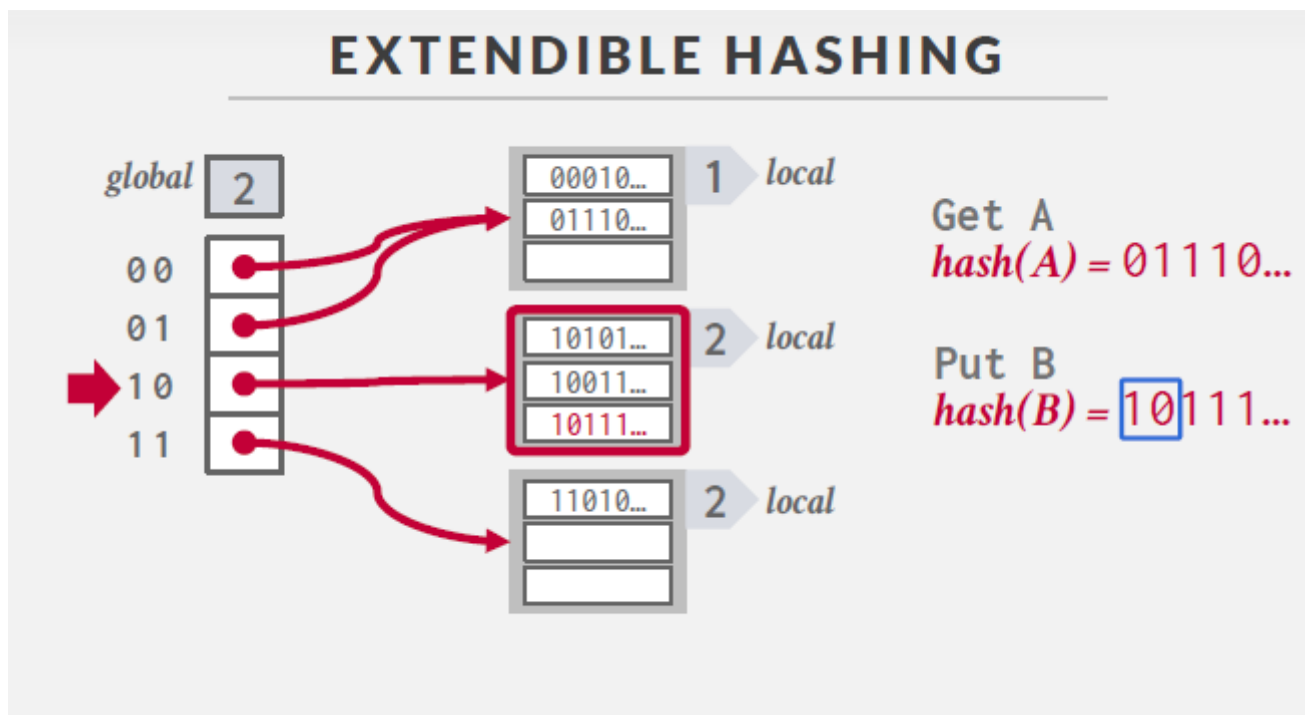 EXTENDIBLE HASHING
global 2
00
01
10
11
00010…
01110…
1 local
10101…
10011…
10111…
2 local
11010…
2 local
Get A
hash(A) = 01110…
Put B
hash(B) = 10111…